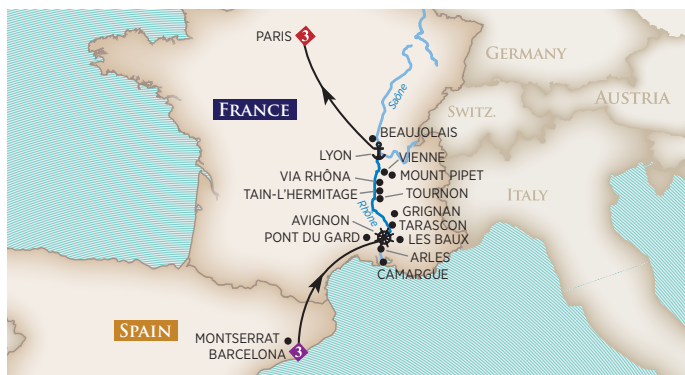 PARIS 3
GERMANY
Saône
AUSTRIA
FRANCE
SWITZ.
BEAUJOLAIS
LYON
VIENNE
VIA RHÔNA
MOUNT PIPET
TAIN-L'HERMITAGE
TOURNON
ITALY
Rhône
GRIGNAN
AVIGNON
TARASCON
PONT DU GARD
LES BAUX
ARLES
CAMARGUE
SPAIN
MONTSERRAT
BARCELONA 3